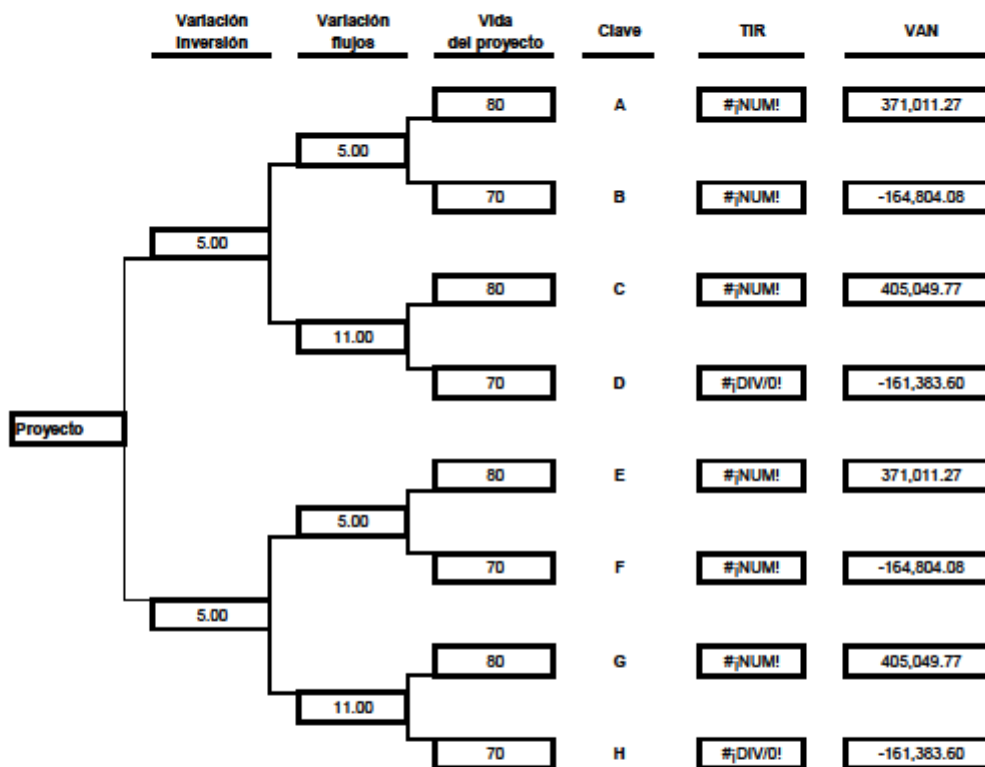 Variación Inversión Variación flujos Vida del proyecto Clave TIR VAN
80 A #¡NUM! 371,011.27
5.00
70 B #¡NUM! -164,804.08
5.00
80 C #¡NUM! 405,049.77
11.00
70 D #¡DIV/0! -161,383.60
Proyecto
80 E #¡NUM! 371,011.27
5.00
70 F #¡NUM! -164,804.08
5.00
80 G #¡NUM! 405,049.77
11.00
70 H #¡DIV/0! -161,383.60